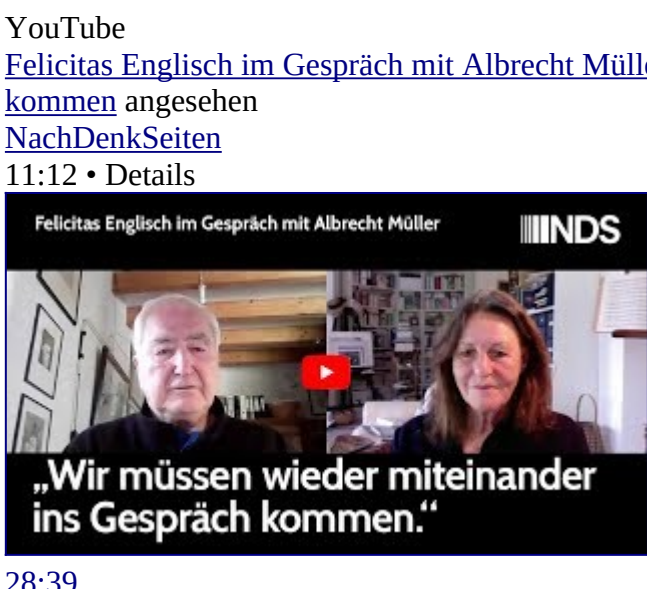 YouTube
Felicitas Englisch im Gespräch mit Albrecht Mülle
kommen angesehen
NachDenkSeiten
11:12 • Details
Felicitas Englisch im Gespräch mit Albrecht Müller
NDS
„Wir müssen wieder miteinander
ins Gespräch kommen.“
28:39